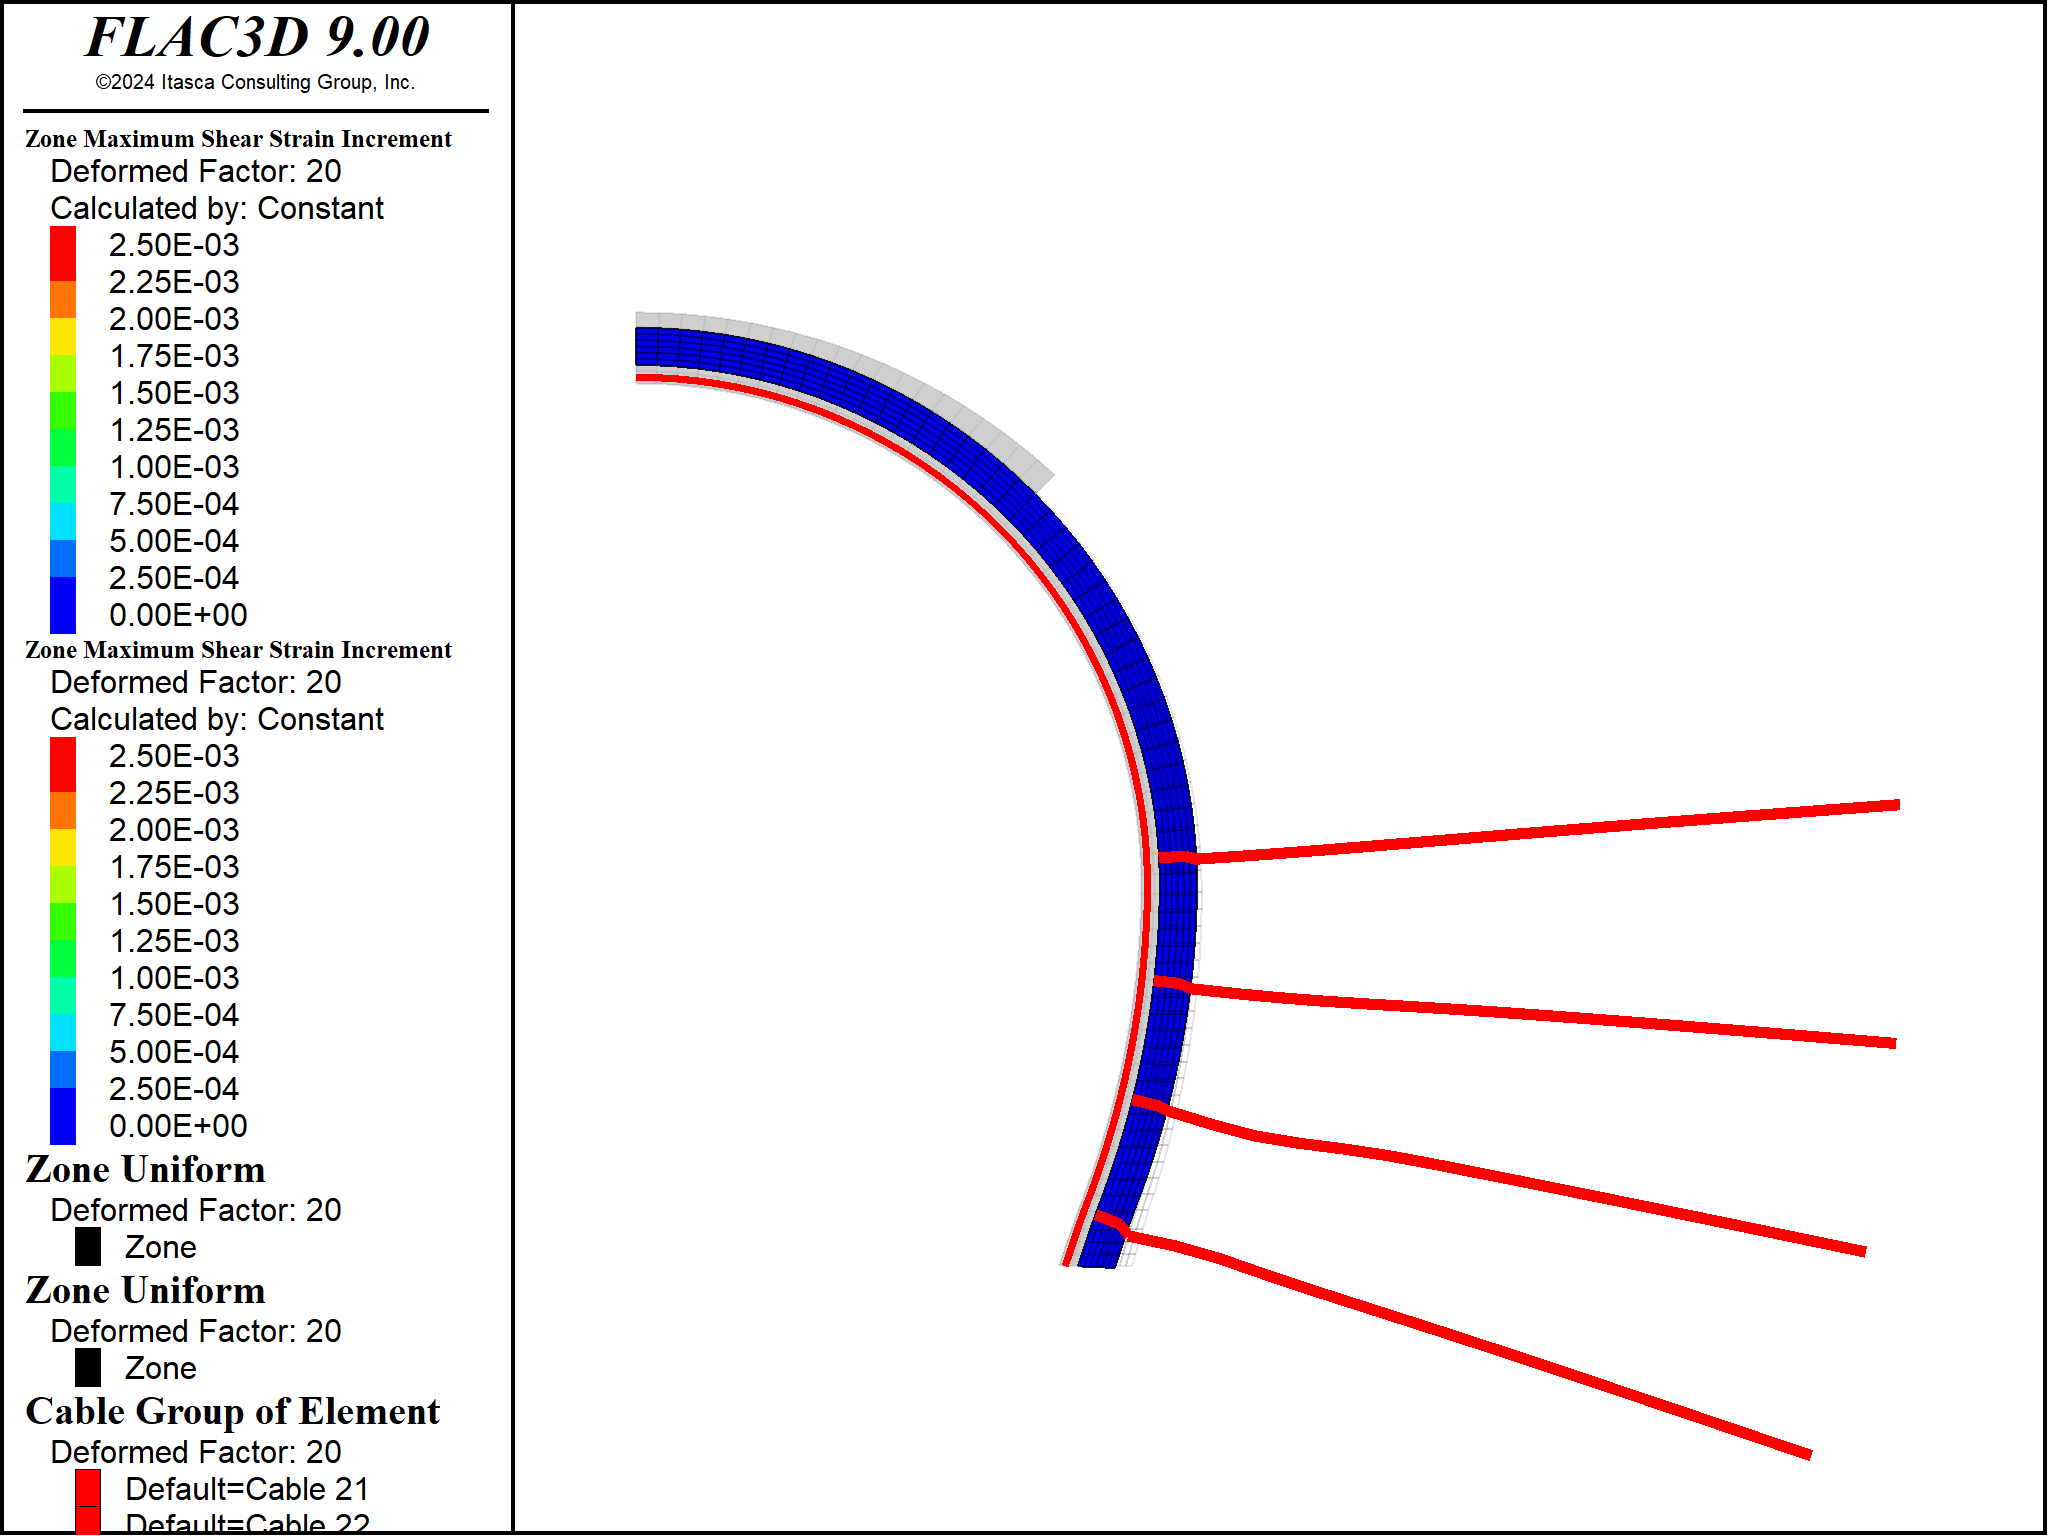 FLAC3D 9.00
©2024 Itasca Consulting Group, Inc.
Zone Maximum Shear Strain Increment
Deformed Factor: 20
Calculated by: Constant
2.50E-03
2.25E-03
2.00E-03
1.75E-03
1.50E-03
1.25E-03
1.00E-03
7.50E-04
5.00E-04
2.50E-04
0.00E+00
Zone Maximum Shear Strain Increment
Deformed Factor: 20
Calculated by: Constant
2.50E-03
2.25E-03
2.00E-03
1.75E-03
1.50E-03
1.25E-03
1.00E-03
7.50E-04
5.00E-04
2.50E-04
0.00E+00
Zone Uniform
Deformed Factor: 20
Zone
Zone Uniform
Deformed Factor: 20
Zone
Cable Group of Element
Deformed Factor: 20
Default=Cable 21
Default=Cable 22